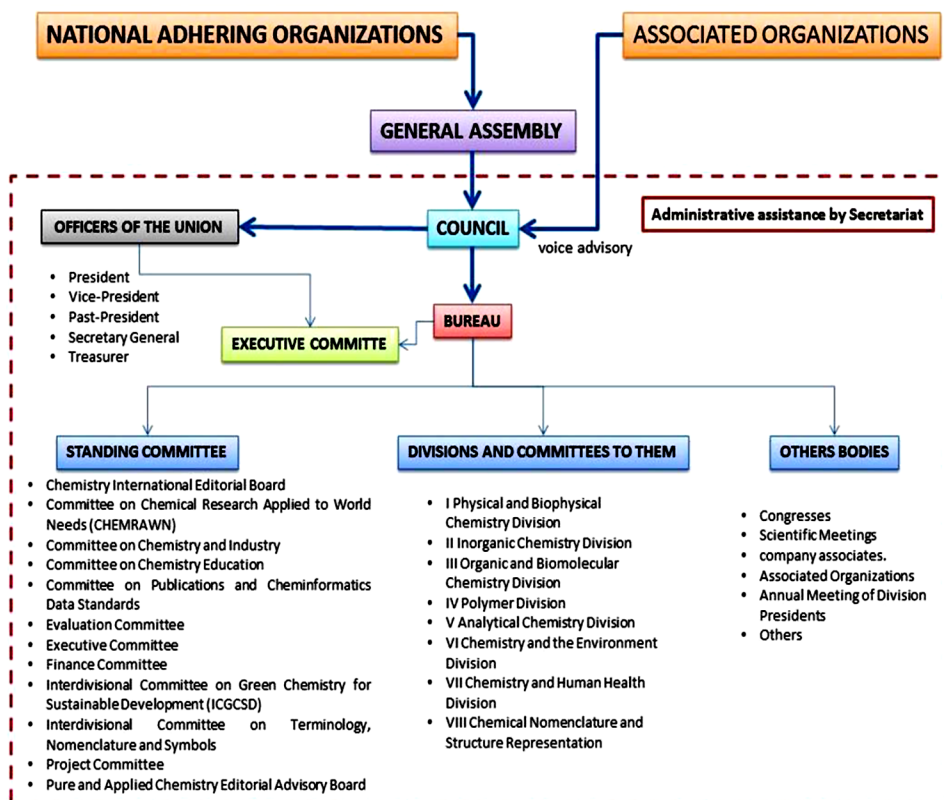 NATIONAL ADHERING ORGANIZATIONS
ASSOCIATED ORGANIZATIONS
GENERAL ASSEMBLY
OFFICERS OF THE UNION
COUNCIL
Administrative assistance by Secretariat
voice advisory
• President
• Vice-President
• Past-President
• Secretary General
• Treasurer
BUREAU
EXECUTIVE COMMITTE
STANDING COMMITTEE
• Chemistry International Editorial Board
• Committee on Chemical Research Applied to World
Needs (CHEMRAWN)
• Committee on Chemistry and Industry
• Committee on Chemistry Education
• Committee on Publications and Cheminformatics
Data Standards
• Evaluation Committee
• Executive Committee
• Finance Committee
• Interdivisional Committee on Green Chemistry for
Sustainable Development (ICGCSD)
• Interdivisional Committee on Terminology,
Nomenclature and Symbols
• Project Committee
• Pure and Applied Chemistry Editorial Advisory Board
DIVISIONS AND COMMITTEES TO THEM
• I Physical and Biophysical
Chemistry Division
• II Inorganic Chemistry Division
• III Organic and Biomolecular
Chemistry Division
• IV Polymer Division
• V Analytical Chemistry Division
• VI Chemistry and the Environment
Division
• VII Chemistry and Human Health
Division
• VIII Chemical Nomenclature and
Structure Representation
OTHERS BODIES
• Congresses
• Scientific Meetings
• company associates.
• Associated Organizations
• Annual Meeting of Division
Presidents
• Others